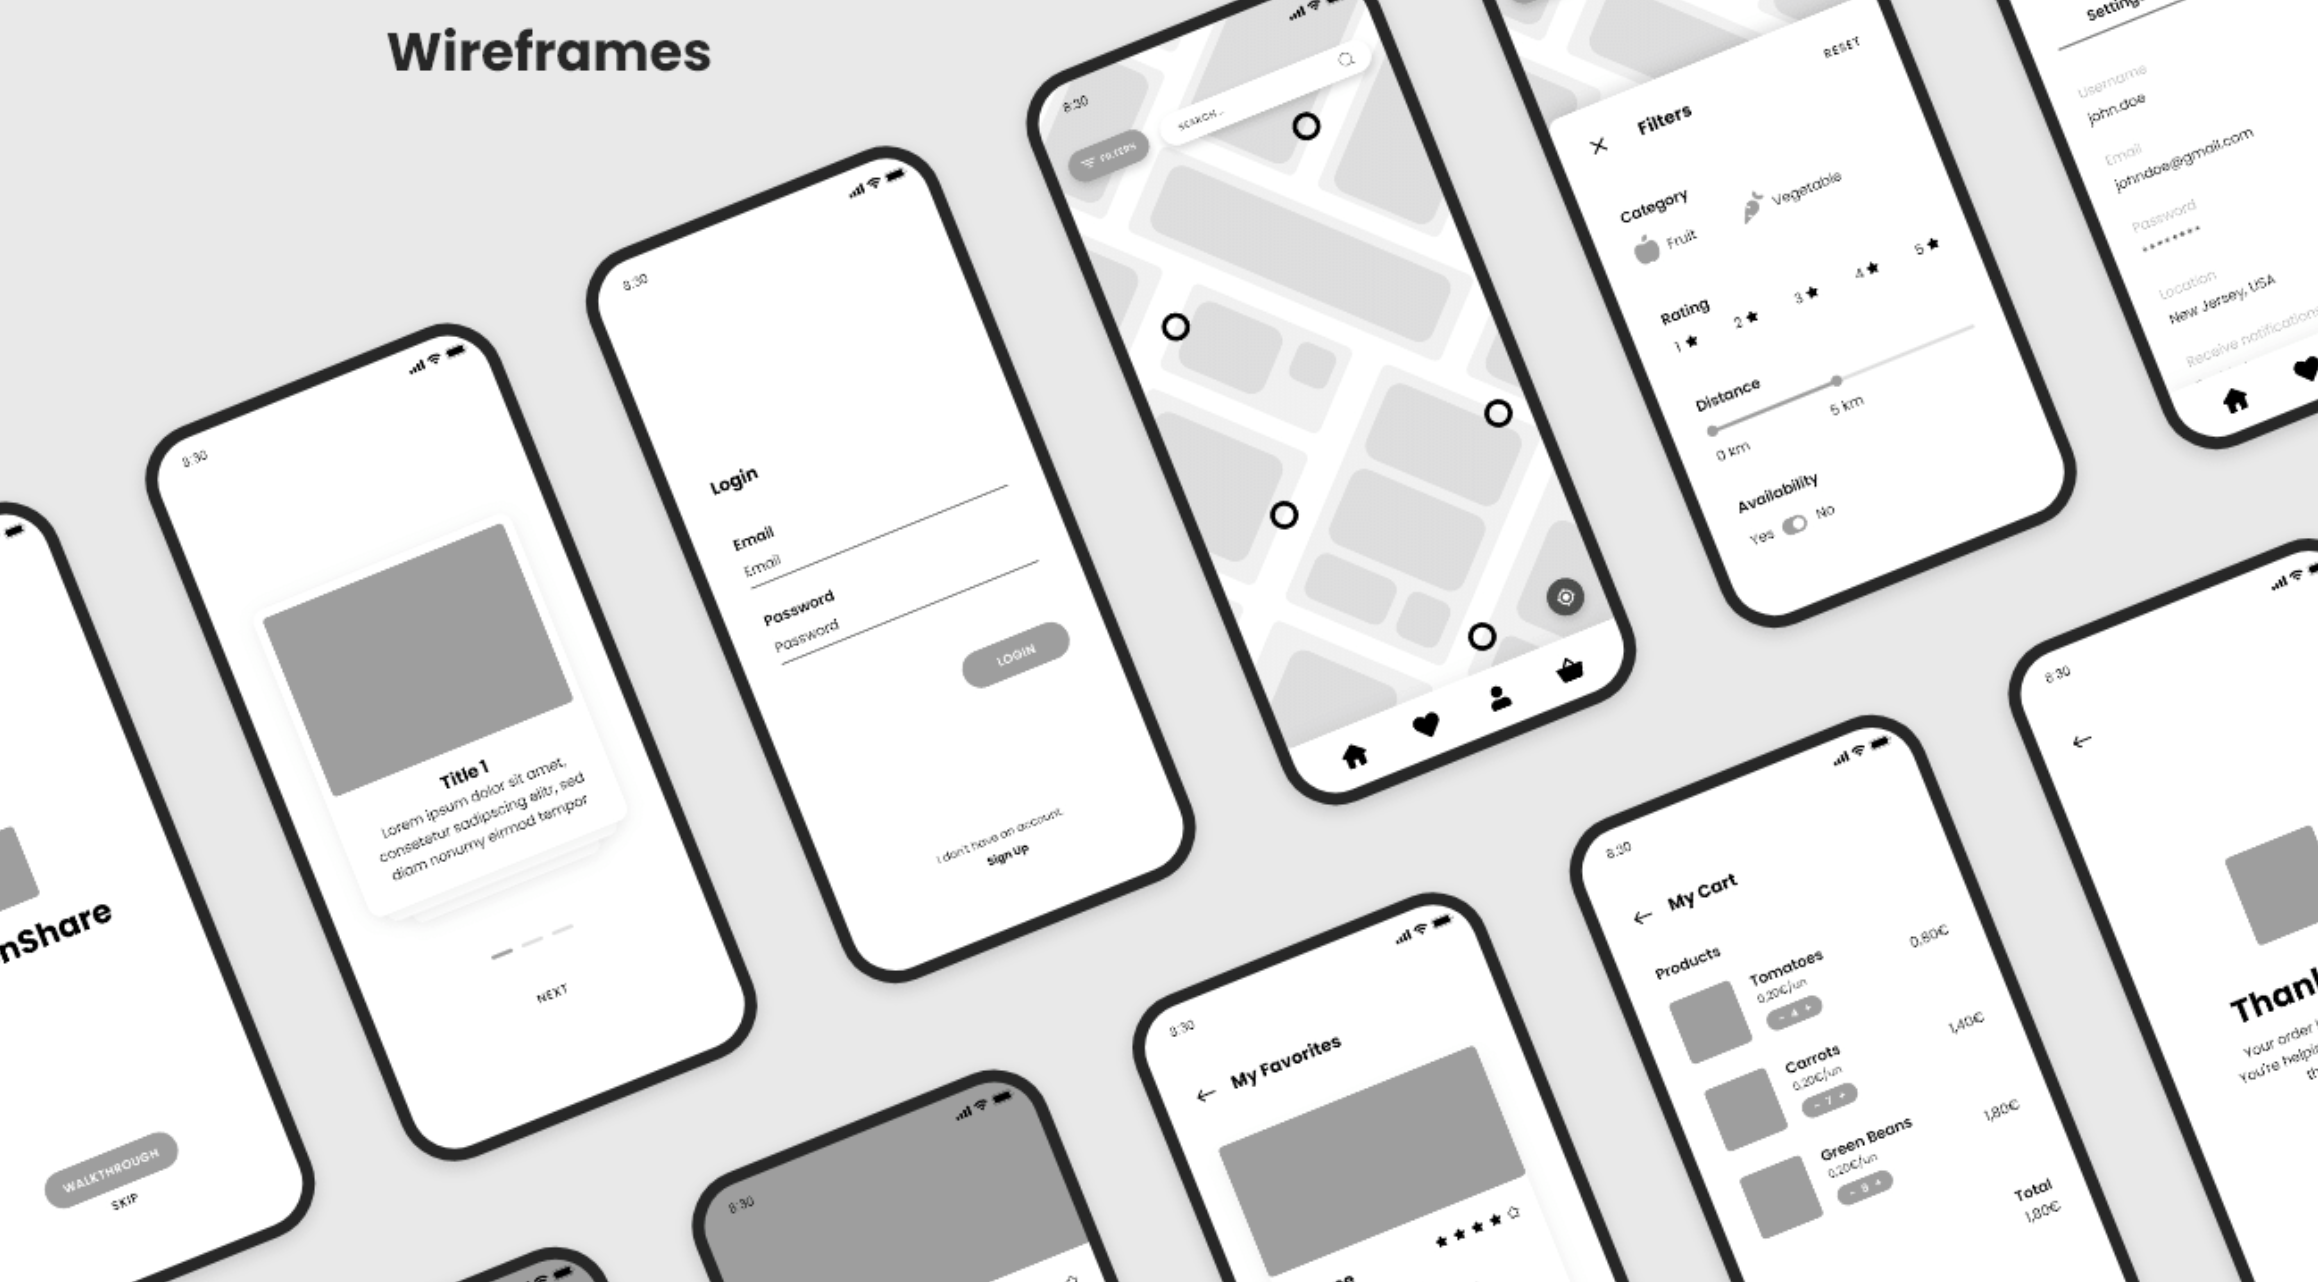 Wireframes
nShare
WALKTHROUGH
SKIP
8:30
Title 1
Lorem ipsum dolor sit amet,
consetetur sadipscing elitr, sed
diam nonumy eirmod tempor
NEXT
8:30
Login
Email
Email
Password
Password
LOGIN
I don't have an account
Sign Up
8:30
FILTERS
SEARCH...
RESET
Filters
Category
Fruit
Vegetable
Rating
1
2
3
4
5
Distance
0 km
5 km
Availability
Yes
No
Username
john.doe
Email
johndoe@gmail.com
Password
********
Location
New Jersey, USA
Receive notifications
8:30
8:30
My Favorites
8:30
My Cart
Products
Tomatoes
0,80€
0,20€/un
- 4 +
Carrots
1,40€
0,20€/un
- 7 +
Green Beans
1,80€
0,20€/un
- 9 +
Total
1,80€
8:30
Your order
You're